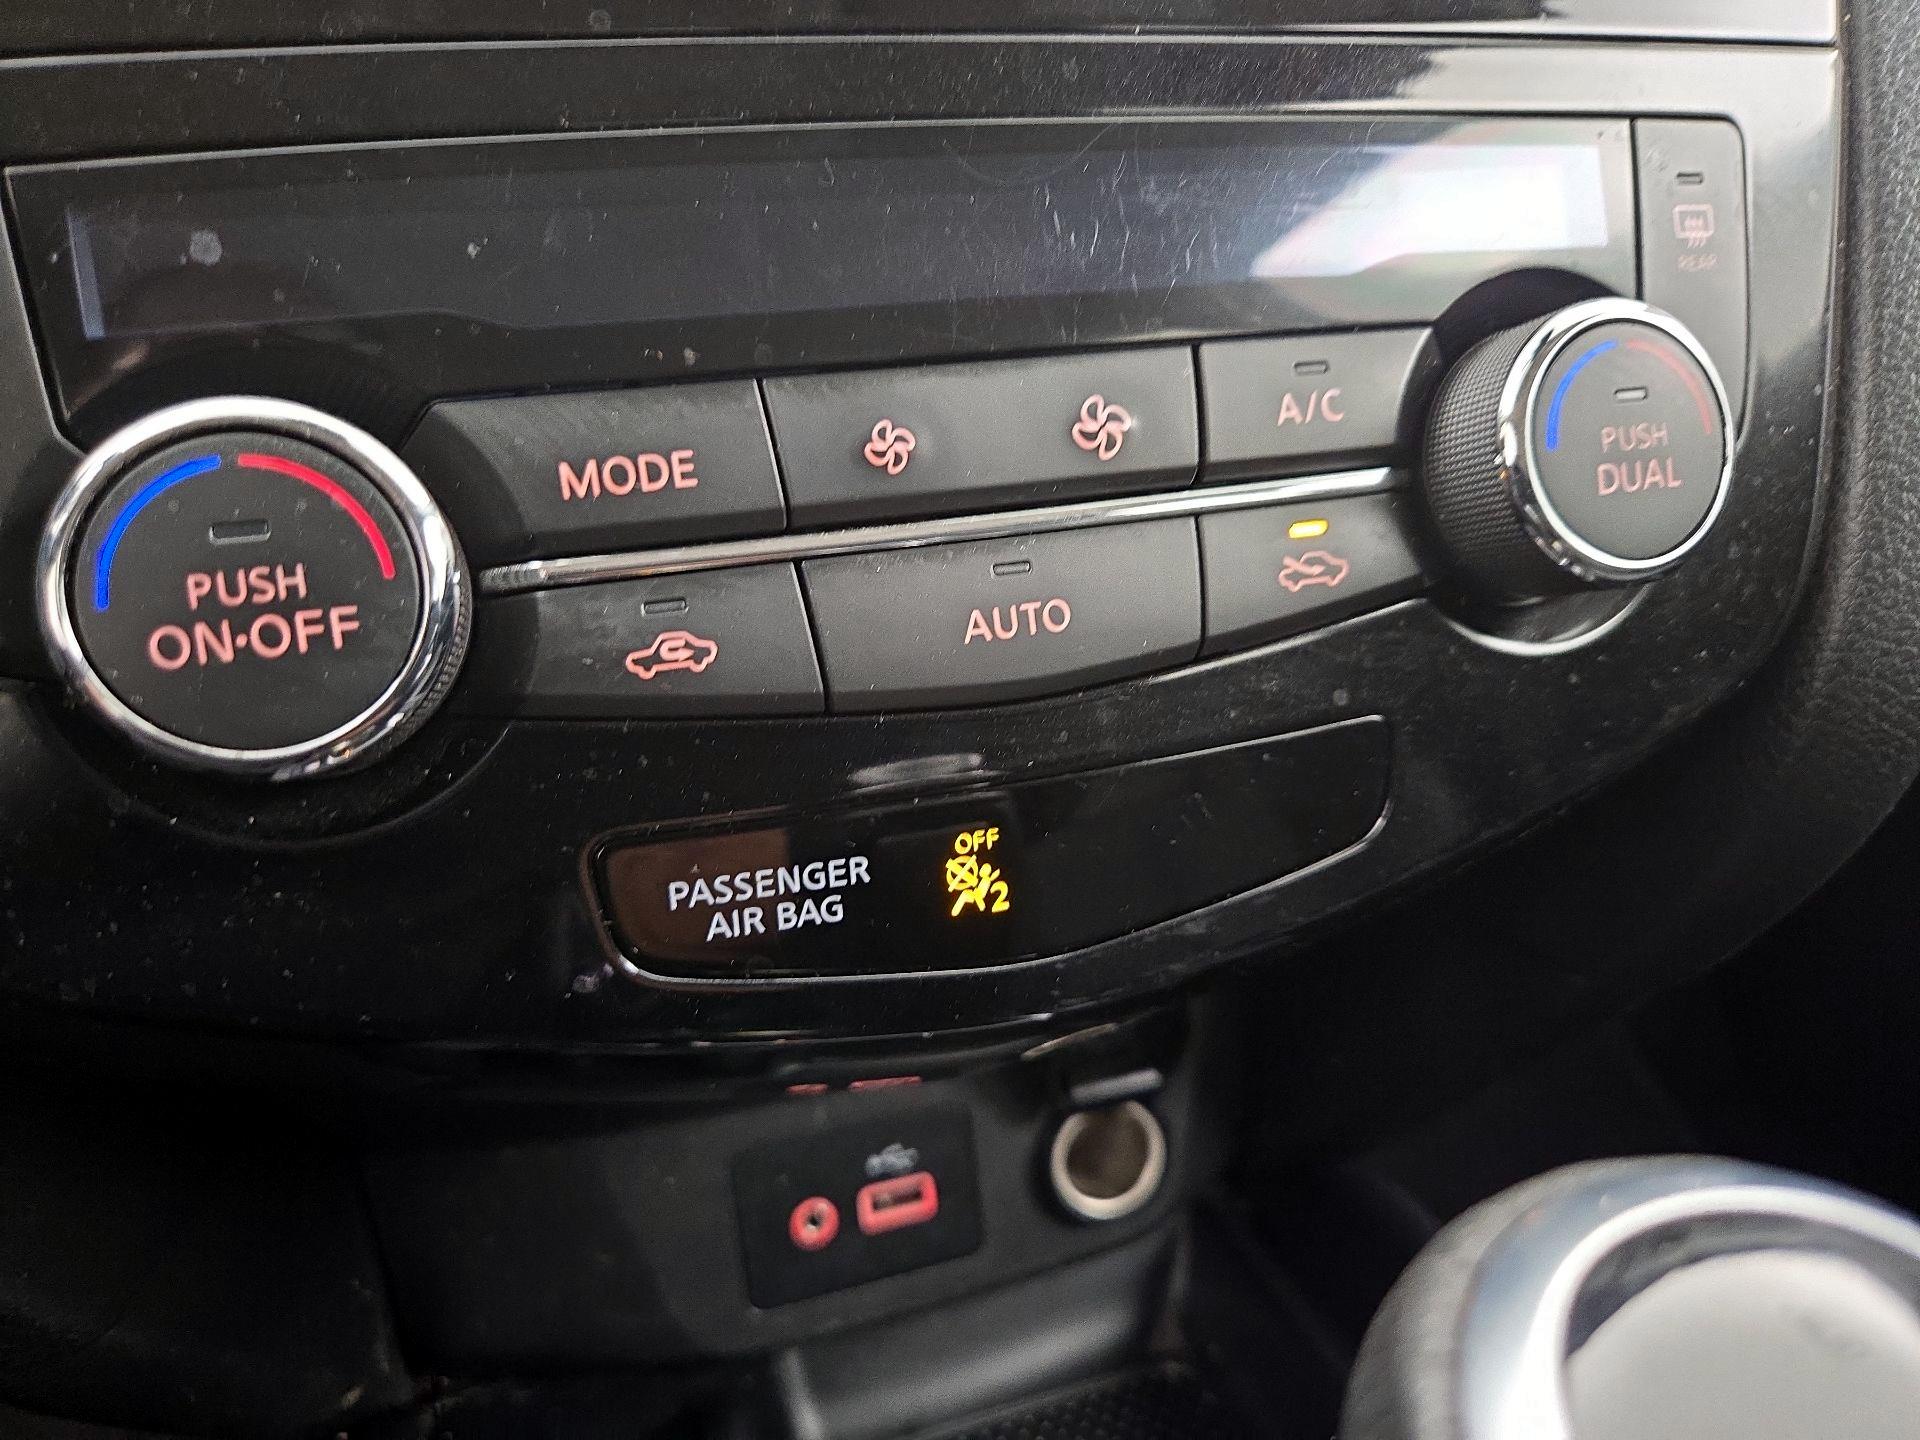 REAR
MODE
A/C
PUSH
DUAL
PUSH
ON•OFF
AUTO
PASSENGER
AIR BAG
OFF
2